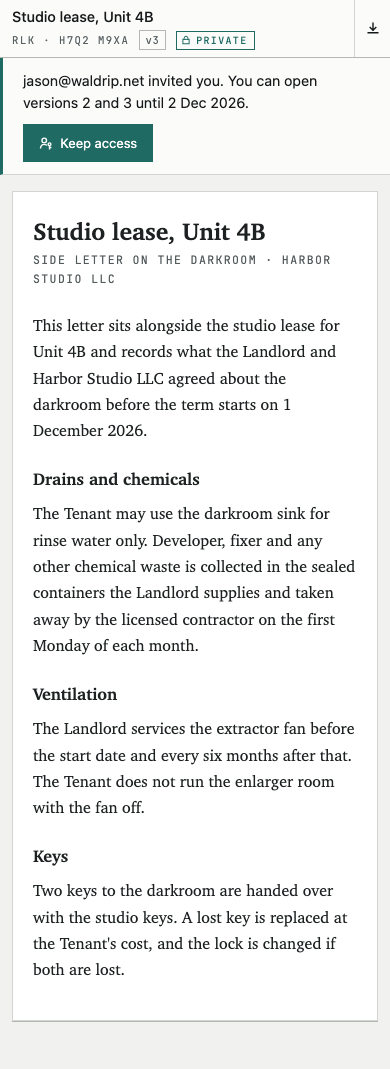 Studio lease, Unit 4B
RLK · H7Q2 M9XA v3 PRIVATE
jason@waldrip.net invited you. You can open
versions 2 and 3 until 2 Dec 2026.
Keep access
Studio lease, Unit 4B
SIDE LETTER ON THE DARKROOM · HARBOR
STUDIO LLC
This letter sits alongside the studio lease for
Unit 4B and records what the Landlord and
Harbor Studio LLC agreed about the
darkroom before the term starts on 1
December 2026.
Drains and chemicals
The Tenant may use the darkroom sink for
rinse water only. Developer, fixer and any
other chemical waste is collected in the sealed
containers the Landlord supplies and taken
away by the licensed contractor on the first
Monday of each month.
Ventilation
The Landlord services the extractor fan before
the start date and every six months after that.
The Tenant does not run the enlarger room
with the fan off.
Keys
Two keys to the darkroom are handed over
with the studio keys. A lost key is replaced at
the Tenant's cost, and the lock is changed if
both are lost.